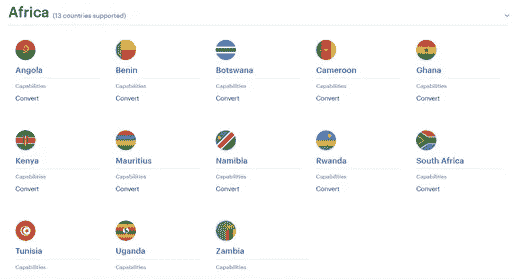 Africa (13 countries supported)
Angola Benin Botswana Cameroon Ghana
Capabilities Capabilities Capabilities Capabilities Capabilities
Convert Convert Convert Convert Convert
Kenya Mauritius Namibia Rwanda South Africa
Capabilities Capabilities Capabilities Capabilities Capabilities
Convert Convert Convert Convert Convert
Tunisia Uganda Zambia
Capabilities Capabilities Capabilities